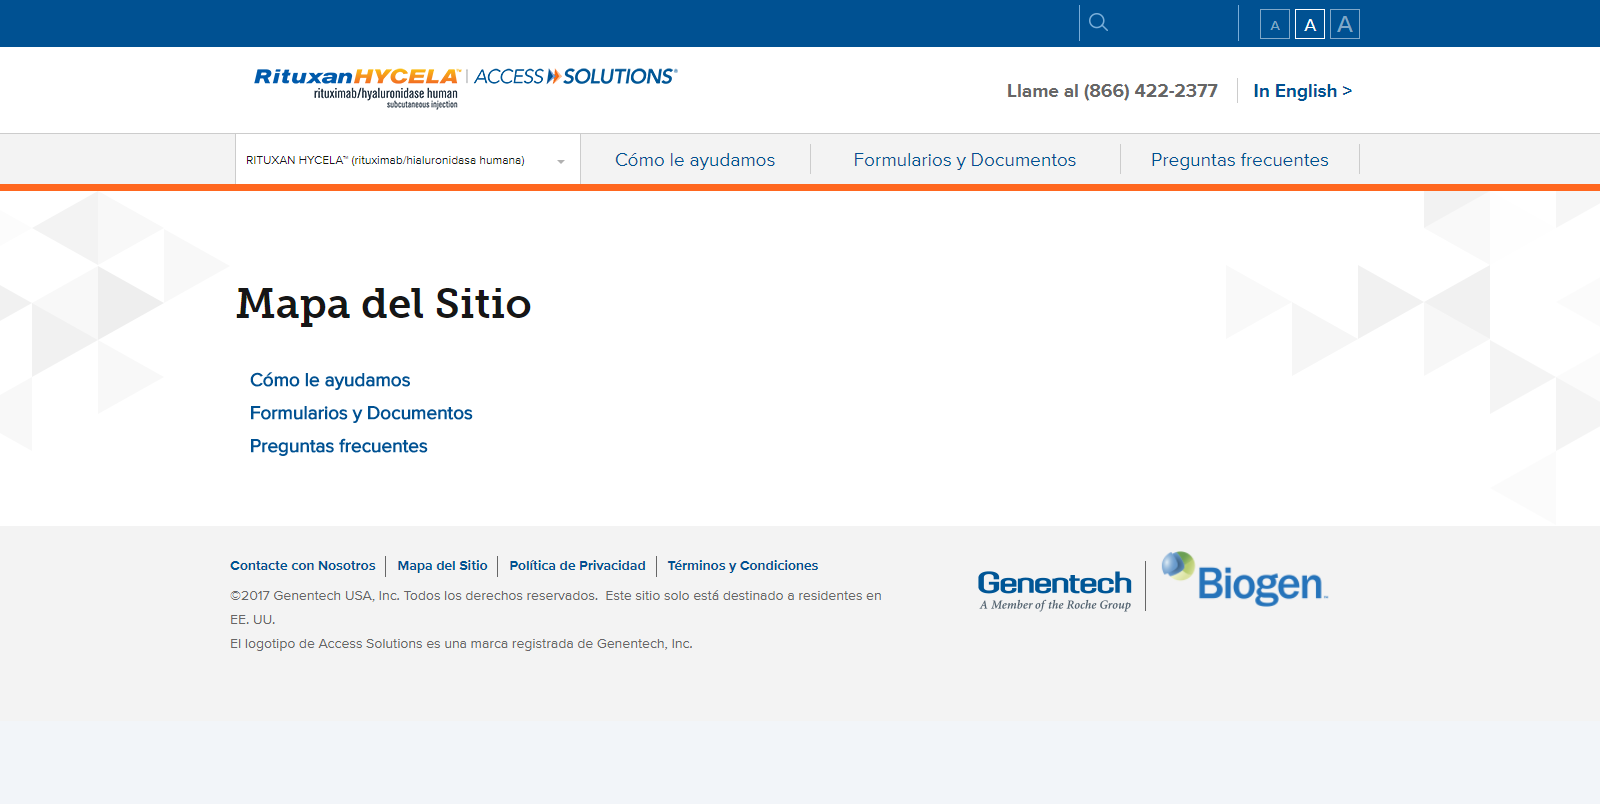 A A A
RituxanHYCELA™ | ACCESS SOLUTIONS®
rituximab/hyaluronidase human
subcutaneous injection
Llame al (866) 422-2377
In English >
RITUXAN HYCELA™ (rituximab/hialuronidasa humana)
Cómo le ayudamos
Formularios y Documentos
Preguntas frecuentes
Mapa del Sitio
Cómo le ayudamos
Formularios y Documentos
Preguntas frecuentes
Contacte con Nosotros
Mapa del Sitio
Política de Privacidad
Términos y Condiciones
©2017 Genentech USA, Inc. Todos los derechos reservados. Este sitio solo está destinado a residentes en
EE. UU.
El logotipo de Access Solutions es una marca registrada de Genentech, Inc.
Genentech
A Member of the Roche Group
Biogen™